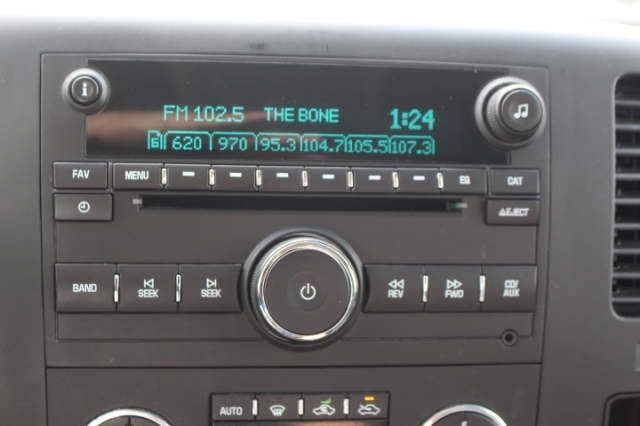 i
FM 102.5 THE BONE 1:24
6 620 970 95.3 104.7 105.5 107.3
FAV MENU EQ CAT
EJECT
BAND SEEK SEEK REV FWD CD/AUX
AUTO